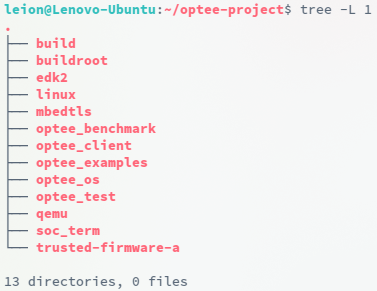 leion@Lenovo-Ubuntu:~/optee-project$ tree -L 1
.
├── build
├── buildroot
├── edk2
├── linux
├── mbedtls
├── optee_benchmark
├── optee_client
├── optee_examples
├── optee_os
├── optee_test
├── qemu
├── soc_term
└── trusted-firmware-a

13 directories, 0 files